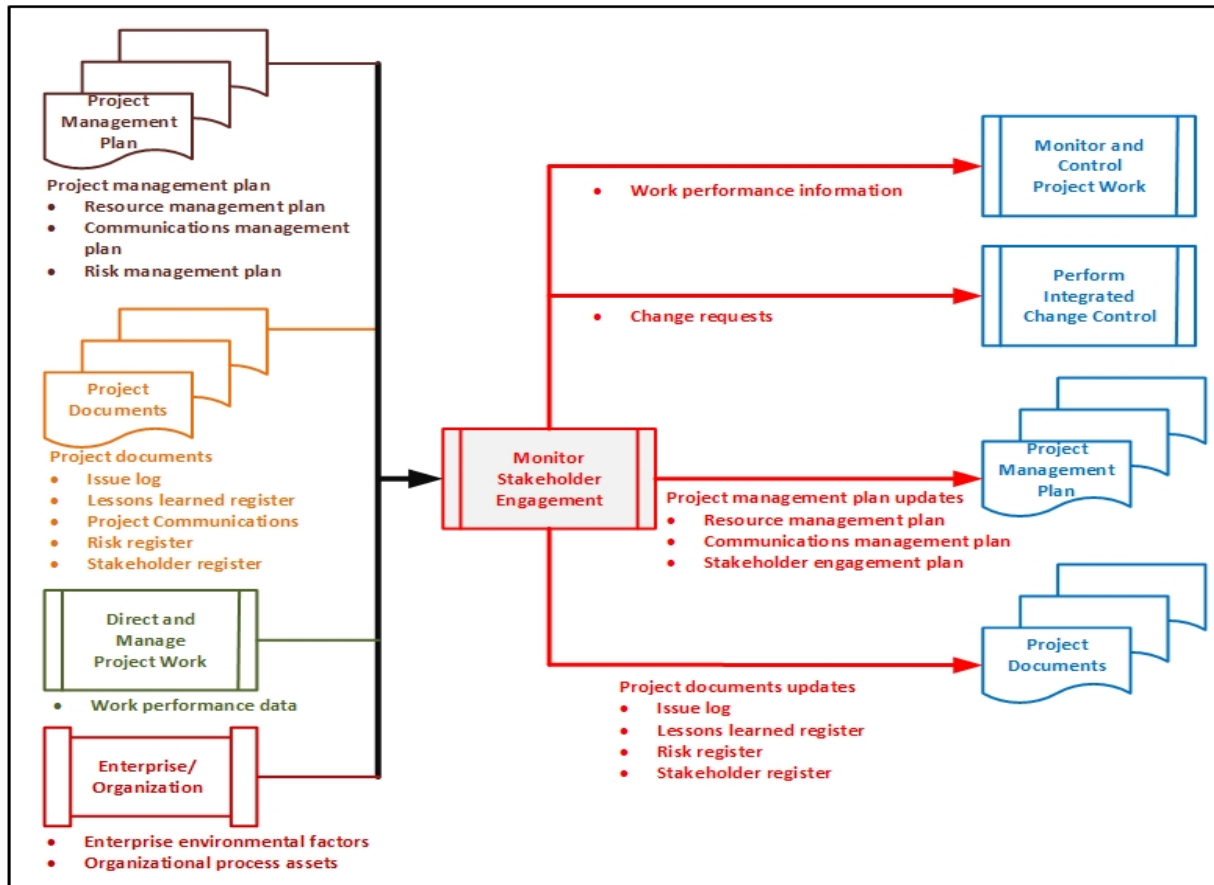 Project
Management
Plan
Project management plan
• Resource management plan
• Communications management
plan
• Risk management plan
Project
Documents
Project documents
• Issue log
• Lessons learned register
• Project Communications
• Risk register
• Stakeholder register
Direct and
Manage
Project Work
• Work performance data
Enterprise/
Organization
• Enterprise environmental factors
• Organizational process assets
Monitor
Stakeholder
Engagement
• Work performance information
• Change requests
Project management plan updates
• Resource management plan
• Communications management plan
• Stakeholder engagement plan
Project documents updates
• Issue log
• Lessons learned register
• Risk register
• Stakeholder register
Monitor and
Control
Project Work
Perform
Integrated
Change Control
Project
Management
Plan
Project
Documents